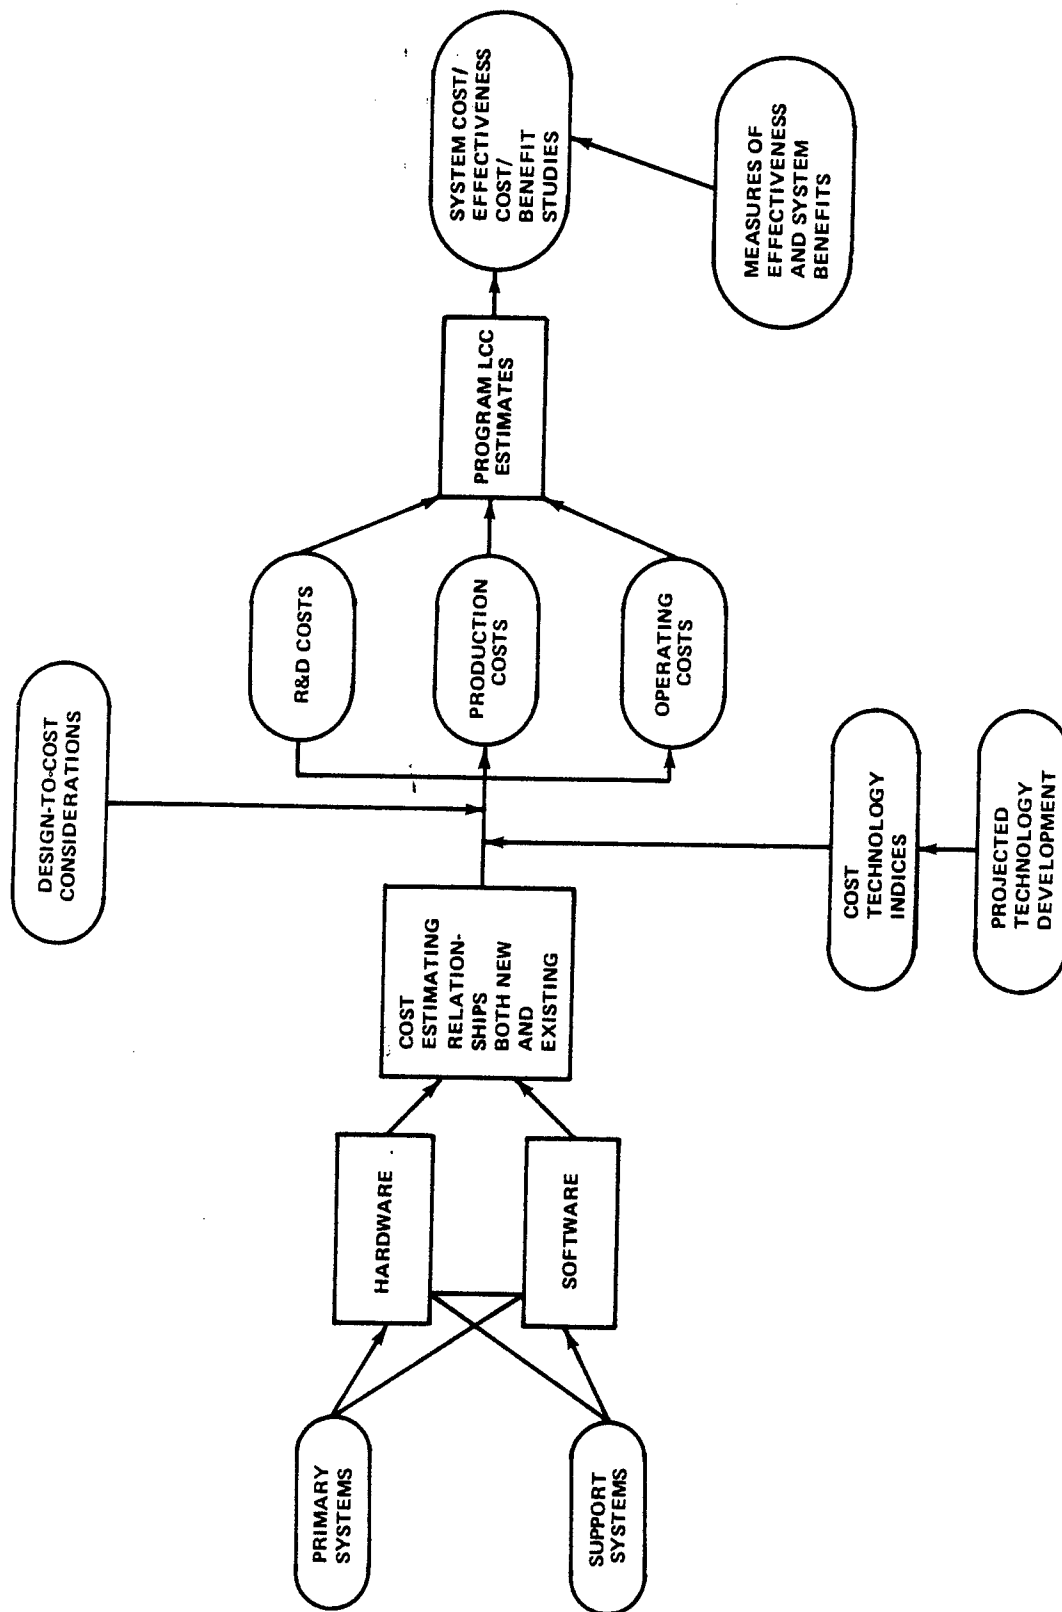 PRIMARY
SYSTEMS
SUPPORT
SYSTEMS
HARDWARE
SOFTWARE
COST
ESTIMATING
RELATION-
SHIPS
BOTH NEW
AND
EXISTING
DESIGN-TO-COST
CONSIDERATIONS
COST
TECHNOLOGY
INDICES
PROJECTED
TECHNOLOGY
DEVELOPMENT
R&D COSTS
PRODUCTION
COSTS
OPERATING
COSTS
PROGRAM LCC
ESTIMATES
SYSTEM COST/
EFFECTIVENESS
COST/
BENEFIT
STUDIES
MEASURES OF
EFFECTIVENESS
AND SYSTEM
BENEFITS